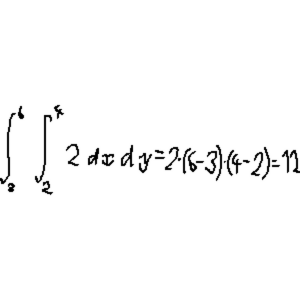 ∫₃⁶ ∫₂⁴ 2 dx dy = 2·(6-3)·(4-2) = 12